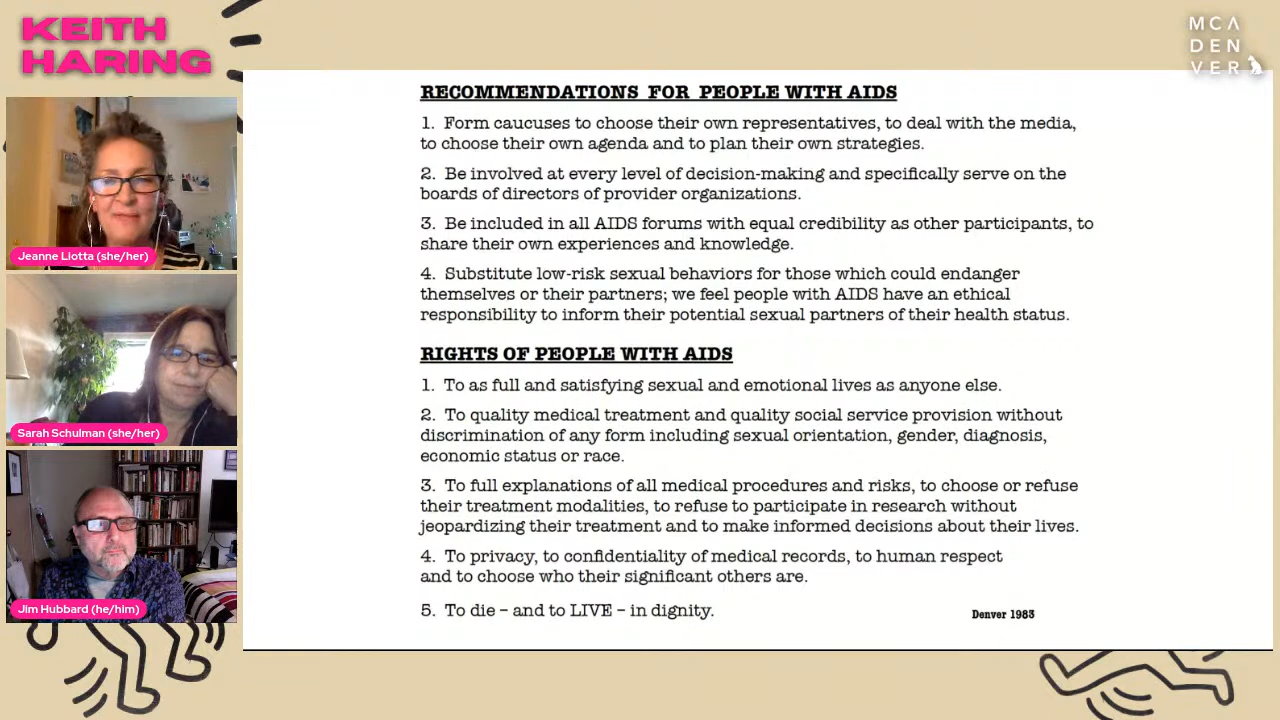 KEITH
HARING
MCA
DEN
VER
Jeanne Liotta (she/her)
Sarah Schulman (she/her)
Jim Hubbard (he/him)
RECOMMENDATIONS FOR PEOPLE WITH AIDS
1. Form caucuses to choose their own representatives, to deal with the media,
to choose their own agenda and to plan their own strategies.
2. Be involved at every level of decision-making and specifically serve on the
boards of directors of provider organizations.
3. Be included in all AIDS forums with equal credibility as other participants, to
share their own experiences and knowledge.
4. Substitute low-risk sexual behaviors for those which could endanger
themselves or their partners; we feel people with AIDS have an ethical
responsibility to inform their potential sexual partners of their health status.
RIGHTS OF PEOPLE WITH AIDS
1. To as full and satisfying sexual and emotional lives as anyone else.
2. To quality medical treatment and quality social service provision without
discrimination of any form including sexual orientation, gender, diagnosis,
economic status or race.
3. To full explanations of all medical procedures and risks, to choose or refuse
their treatment modalities, to refuse to participate in research without
jeopardizing their treatment and to make informed decisions about their lives.
4. To privacy, to confidentiality of medical records, to human respect
and to choose who their significant others are.
5. To die – and to LIVE – in dignity.
Denver 1983